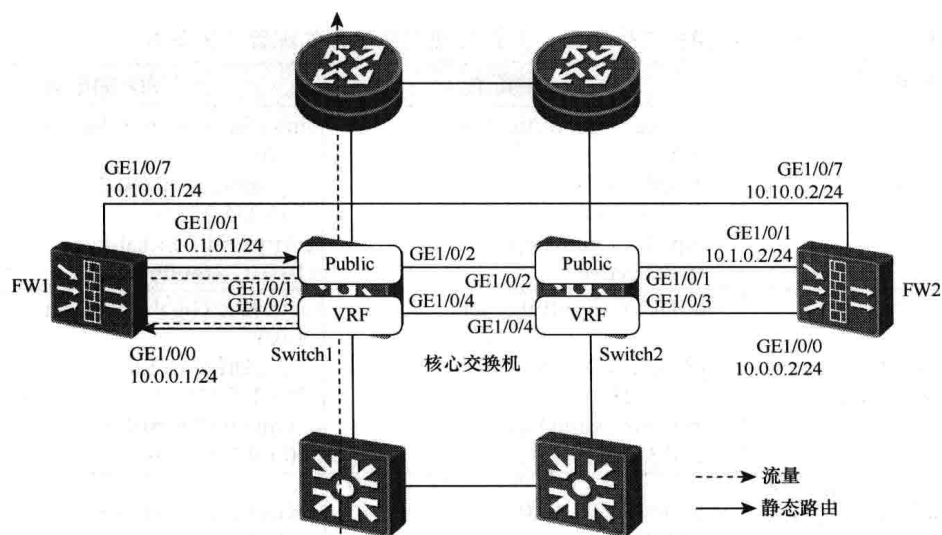 GE1/0/7
10.10.0.1/24
GE1/0/7
10.10.0.2/24
GE1/0/1
10.1.0.1/24
GE1/0/1
10.1.0.2/24
Public
GE1/0/2
Public
GE1/0/2
GE1/0/1
GE1/0/1
FW1
FW2
GE1/0/3
VRF
GE1/0/4
VRF
GE1/0/3
GE1/0/4
GE1/0/0
10.0.0.1/24
Switch1
核心交换机
Switch2
GE1/0/0
10.0.0.2/24
流量
静态路由